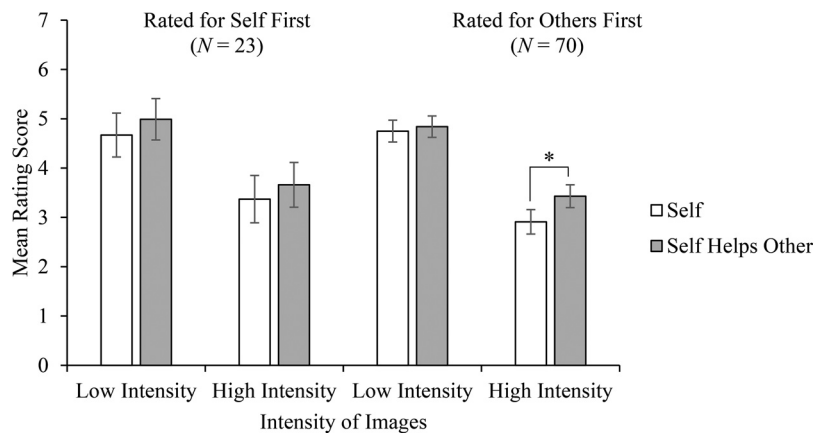 Rated for Self First
(N = 23)
Rated for Others First
(N = 70)
Mean Rating Score
7
6
5
4
3
2
1
0
*
Self
Self Helps Other
Low Intensity
High Intensity
Low Intensity
High Intensity
Intensity of Images